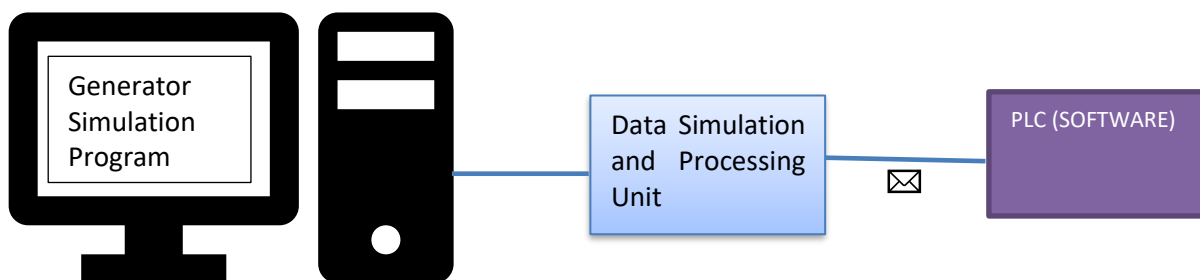 Generator
Simulation
Program
Data Simulation
and Processing
Unit
PLC (SOFTWARE)